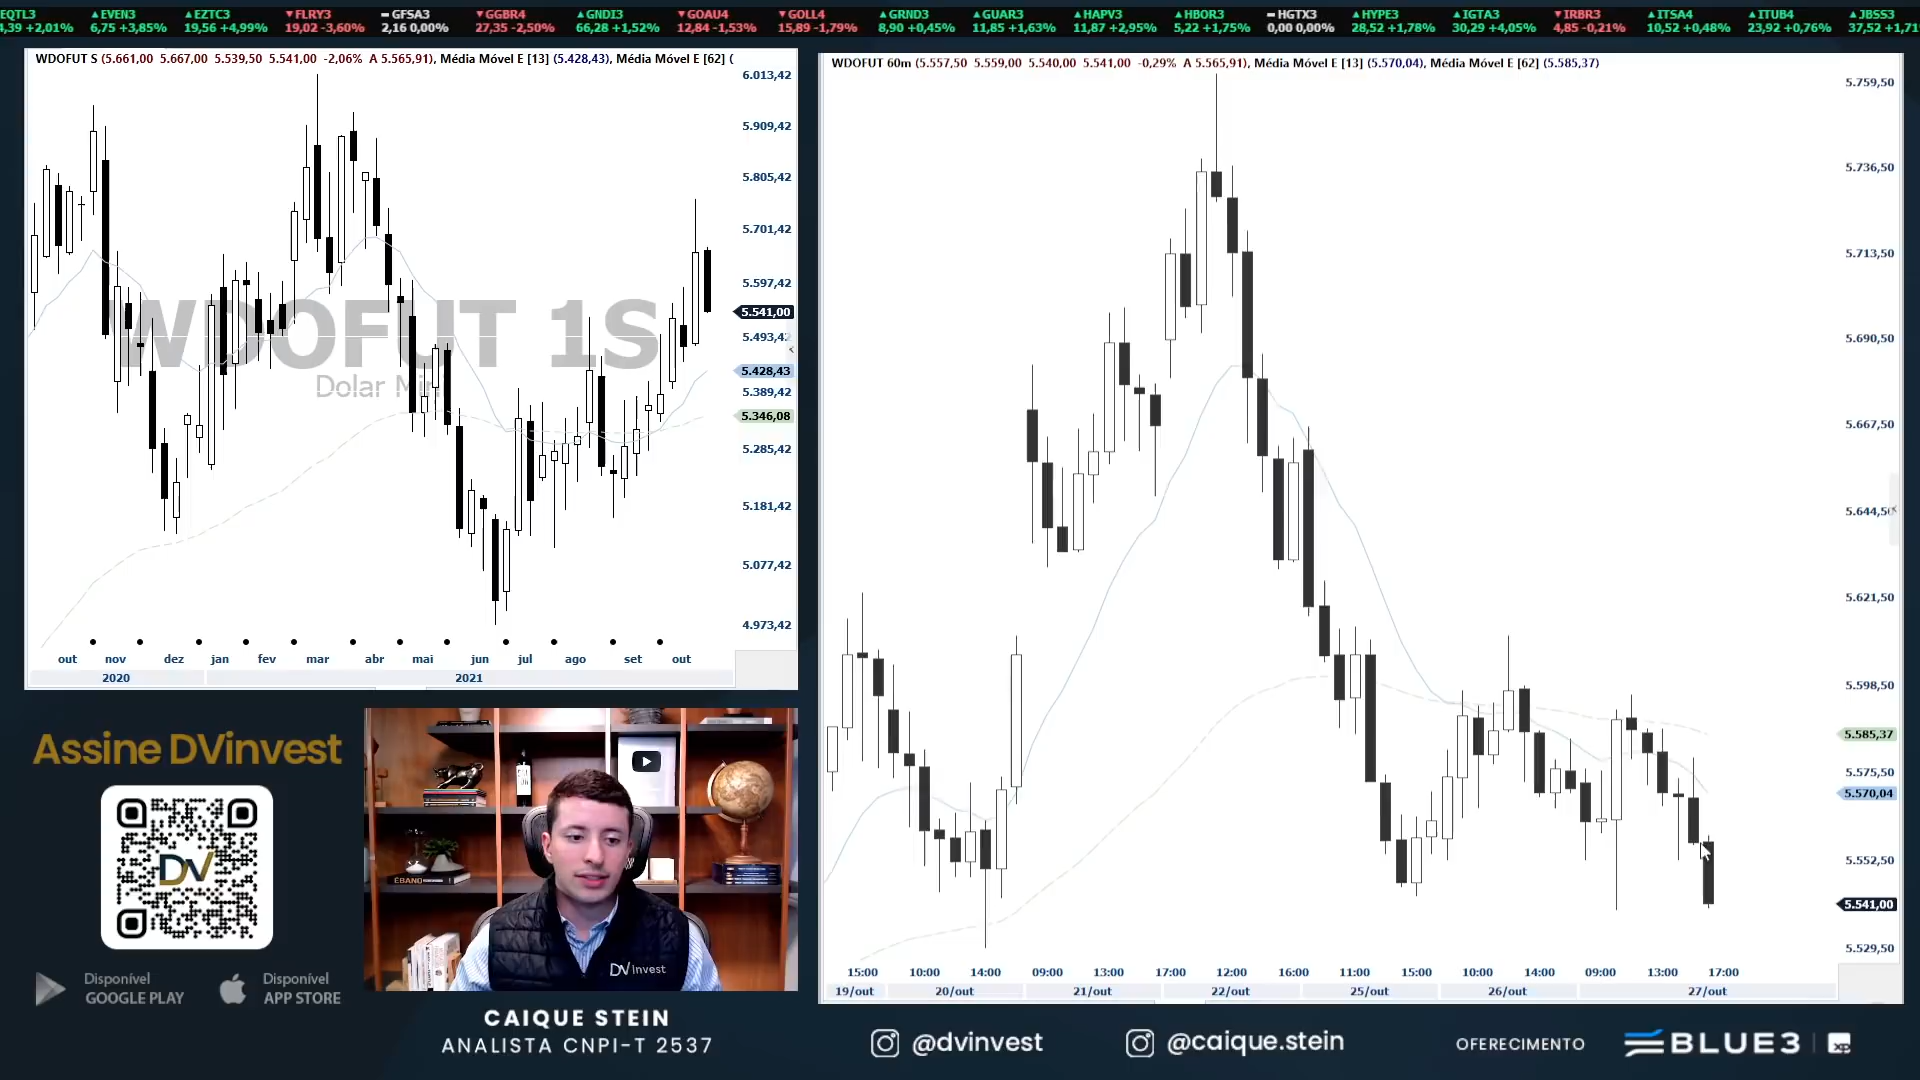 EQTL3 ▲EVEN3 ▲EZTC3 ▼FLRY3 ━GFSA3 ▼GGBR4 ▲GNDI3 ▼GOAU4 ▼GOLL4 ▲GRND3 ▲GUAR3 ▲HAPV3 ▲HBOR3 ━HGTX3 ▲HYPE3 ▲IGTA3 ▼IRBR3 ▲ITSA4 ▲ITUB4 ▲JBSS3
4,39 +2,01% 6,75 +3,85% 19,56 +4,99% 19,02 -3,60% 2,16 0,00% 27,35 -2,50% 66,28 +1,52% 12,84 -1,53% 15,89 -1,79% 8,90 +0,45% 11,85 +1,63% 11,87 +2,95% 5,22 +1,75% 0,00 0,00% 28,52 +1,78% 30,29 +4,05% 4,85 -0,21% 10,52 +0,48% 23,92 +0,76% 37,52 +1,71
WDOFUT S (5.661,00 5.667,00 5.539,50 5.541,00 -2,06% A 5.565,91), Média Móvel E [13] (5.428,43), Média Móvel E [62] (
6.013,42
5.909,42
5.805,42
5.701,42
5.597,42
5.541,00
5.493,42
5.428,43
5.389,42
5.346,08
5.285,42
5.181,42
5.077,42
4.973,42
WDOFUT 1S
Dolar Mini
out nov dez jan fev mar abr mai jun jul ago set out
2020 2021
WDOFUT 60m (5.557,50 5.559,00 5.540,00 5.541,00 -0,29% A 5.565,91), Média Móvel E [13] (5.570,04), Média Móvel E [62] (5.585,37)
5.759,50
5.736,50
5.713,50
5.690,50
5.667,50
5.644,50
5.621,50
5.598,50
5.585,37
5.575,50
5.570,04
5.552,50
5.541,00
5.529,50
15:00 10:00 14:00 09:00 13:00 17:00 12:00 16:00 11:00 15:00 10:00 14:00 09:00 13:00 17:00
19/out 20/out 21/out 22/out 25/out 26/out 27/out
Assine DVinvest
DV
Disponível
GOOGLE PLAY
Disponível
APP STORE
ÉBANO
DV invest
CAIQUE STEIN
ANALISTA CNPI-T 2537
@dvinvest
@caique.stein
OFERECIMENTO
BLUE3
xp